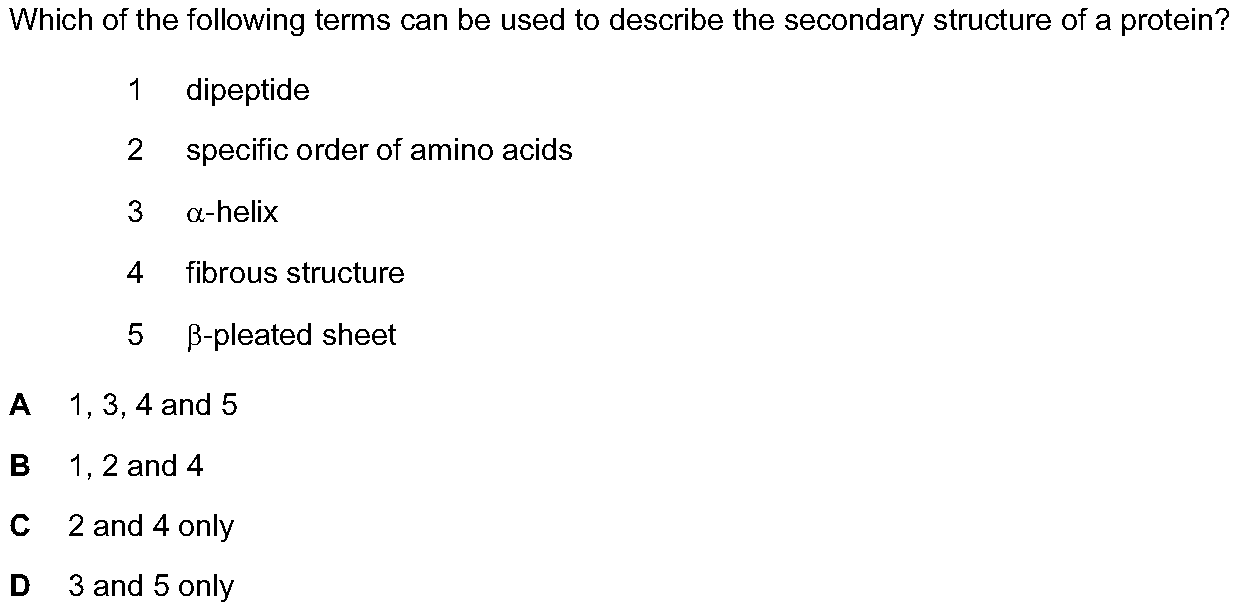 Which of the following terms can be used to describe the secondary structure of a protein?
1 dipeptide
2 specific order of amino acids
3 α-helix
4 fibrous structure
5 β-pleated sheet
A 1, 3, 4 and 5
B 1, 2 and 4
C 2 and 4 only
D 3 and 5 only